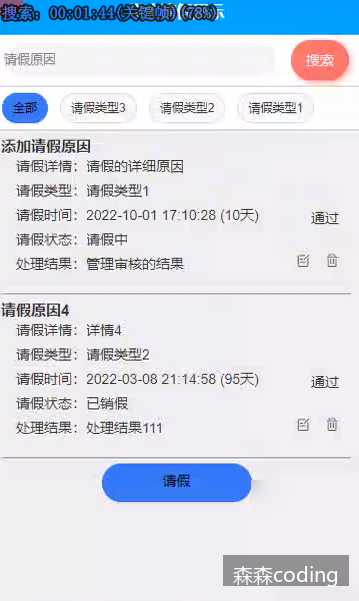 搜索: 00:01:44(关键帧)(78%)
请假原因
搜索
全部
请假类型3
请假类型2
请假类型1
添加请假原因
请假详情：请假的详细原因
请假类型：请假类型1
请假时间：2022-10-01 17:10:28 (10天)
通过
请假状态：请假中
处理结果：管理审核的结果
请假原因4
请假详情：详情4
请假类型：请假类型2
请假时间：2022-03-08 21:14:58 (95天)
通过
请假状态：已销假
处理结果：处理结果111
请假
森森coding